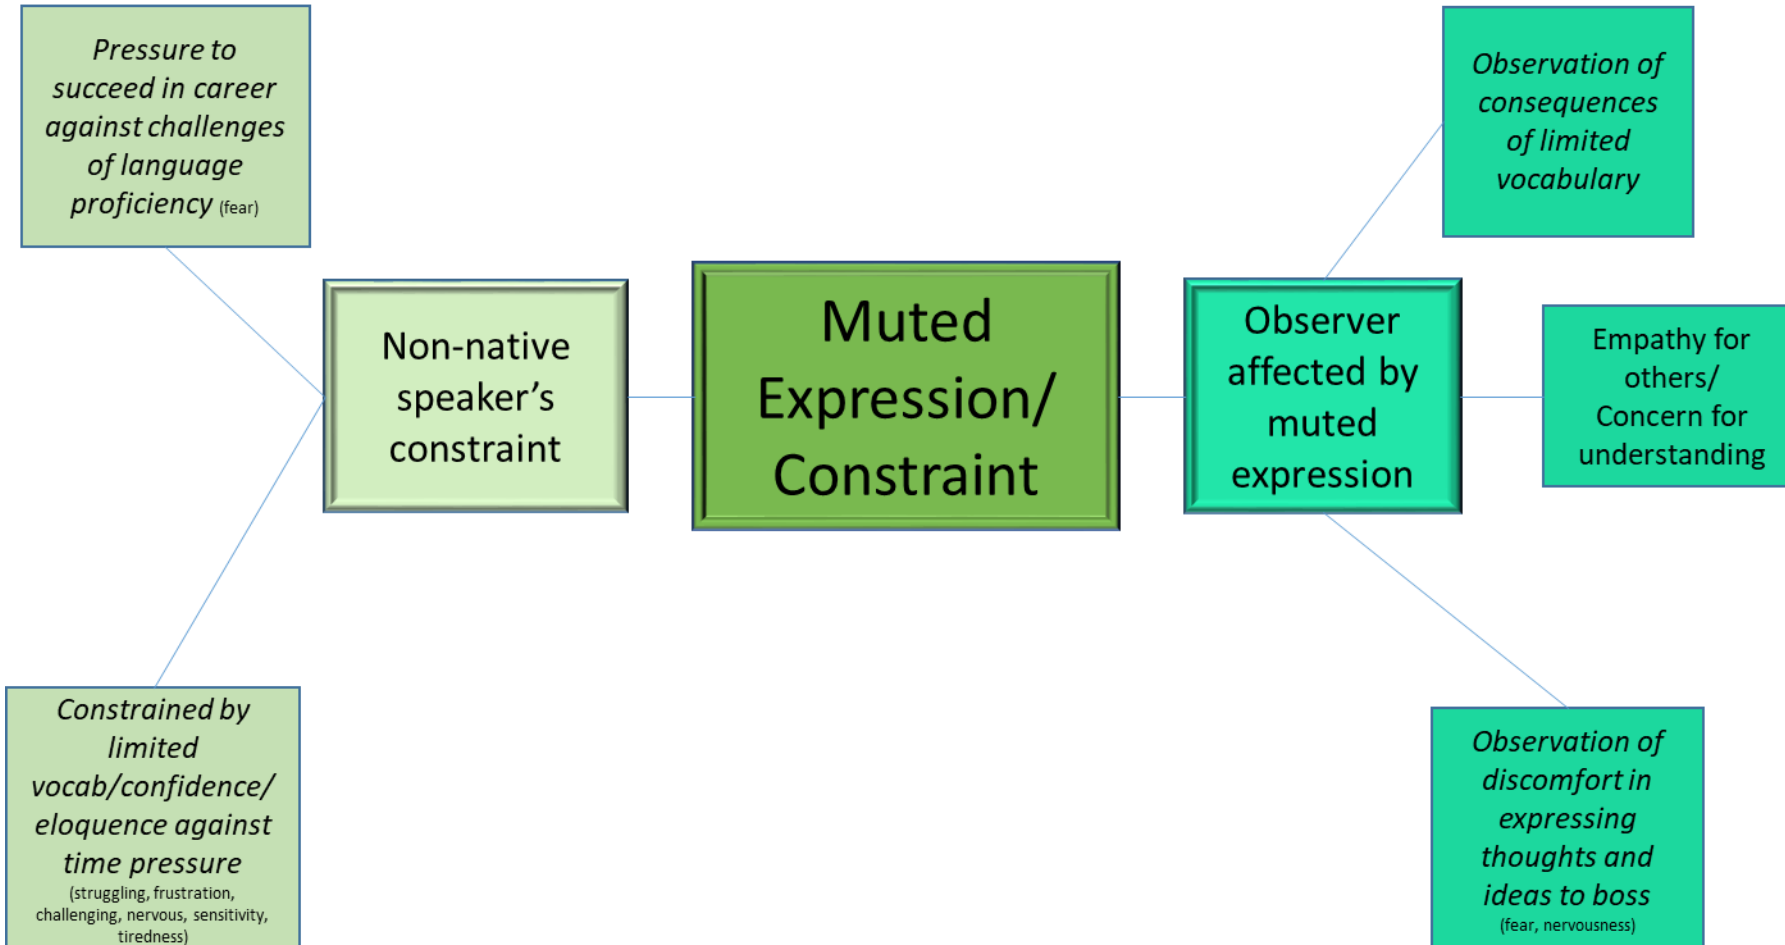 Pressure to
succeed in career
against challenges
of language
proficiency (fear)
Observation of
consequences
of limited
vocabulary
Non-native
speaker's
constraint
Muted
Expression/
Constraint
Observer
affected by
muted
expression
Empathy for
others/
Concern for
understanding
Constrained by
limited
vocab/confidence/
eloquence against
time pressure
(struggling, frustration,
challenging, nervous, sensitivity,
tiredness)
Observation of
discomfort in
expressing
thoughts and
ideas to boss
(fear, nervousness)